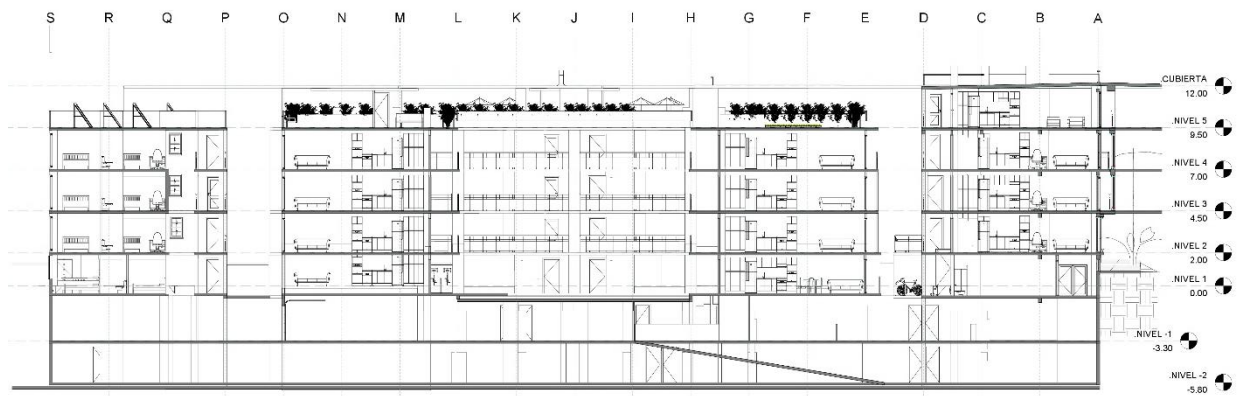 S R Q P O N M L K J I H G F E D C B A
.CUBIERTA
12.00
.NIVEL 5
9.50
.NIVEL 4
7.00
.NIVEL 3
4.50
.NIVEL 2
2.00
.NIVEL 1
0.00
.NIVEL -1
-3.30
.NIVEL -2
-5.80